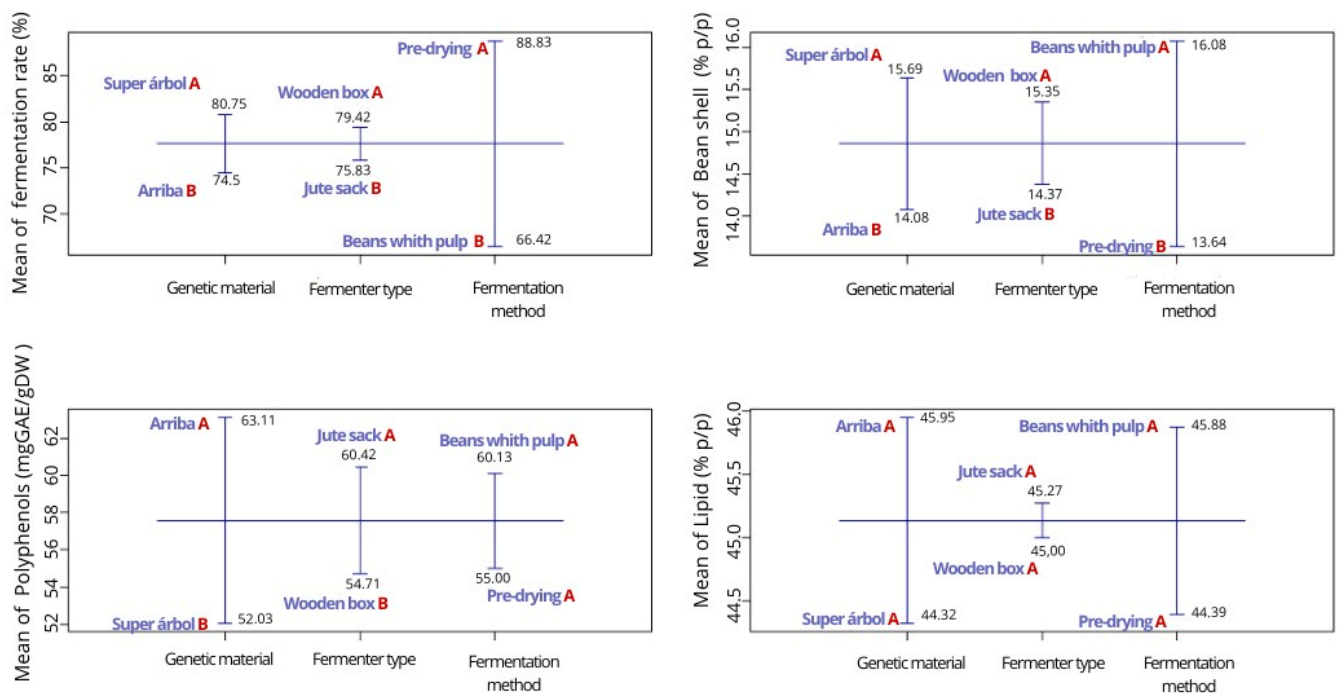 Mean of fermentation rate (%)
85
80
75
70
Super árbol A
80.75
74.5
Arriba B
Wooden box A
79.42
75.83
Jute sack B
Pre-drying A
88.83
Beans whith pulp B
66.42
Genetic material
Fermenter type
Fermentation
method
Mean of Bean shell (% p/p)
16.0
15.5
15.0
14.5
14.0
Super árbol A
15.69
14.08
Arriba B
Wooden box A
15.35
14.37
Jute sack B
Beans whith pulp A
16.08
Pre-drying B
13.64
Genetic material
Fermenter type
Fermentation
method
Mean of Polyphenols (mgGAE/gDW )
62
60
58
56
54
52
Arriba A
63.11
Super árbol B
52.03
Jute sack A
60.42
54.71
Wooden box B
Beans whith pulp A
60.13
55.00
Pre-drying A
Genetic material
Fermenter type
Fermentation
method
Mean of Lipid (% p/p)
46.0
45.5
45.0
44.5
Arriba A
45.95
Super árbol A
44.32
Jute sack A
45.27
45,00
Wooden box A
Beans whith pulp A
45.88
Pre-drying A
44.39
Genetic material
Fermenter type
Fermentation
method